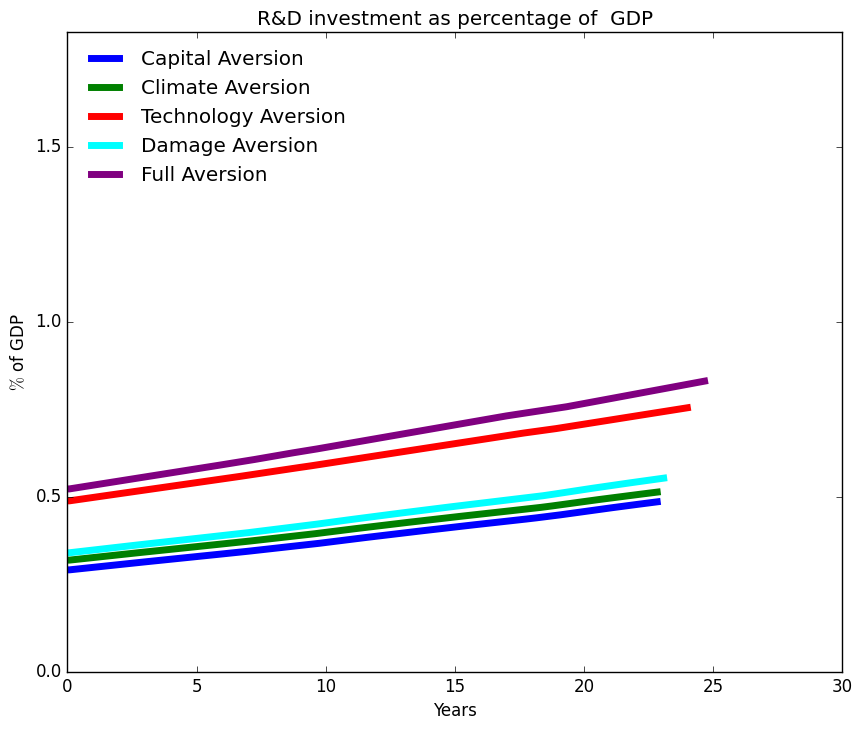 R&D investment as percentage of  GDP
Capital Aversion
Climate Aversion
Technology Aversion
Damage Aversion
Full Aversion
% of GDP
1.5
1.0
0.5
0.0
0 5 10 15 20 25 30
Years